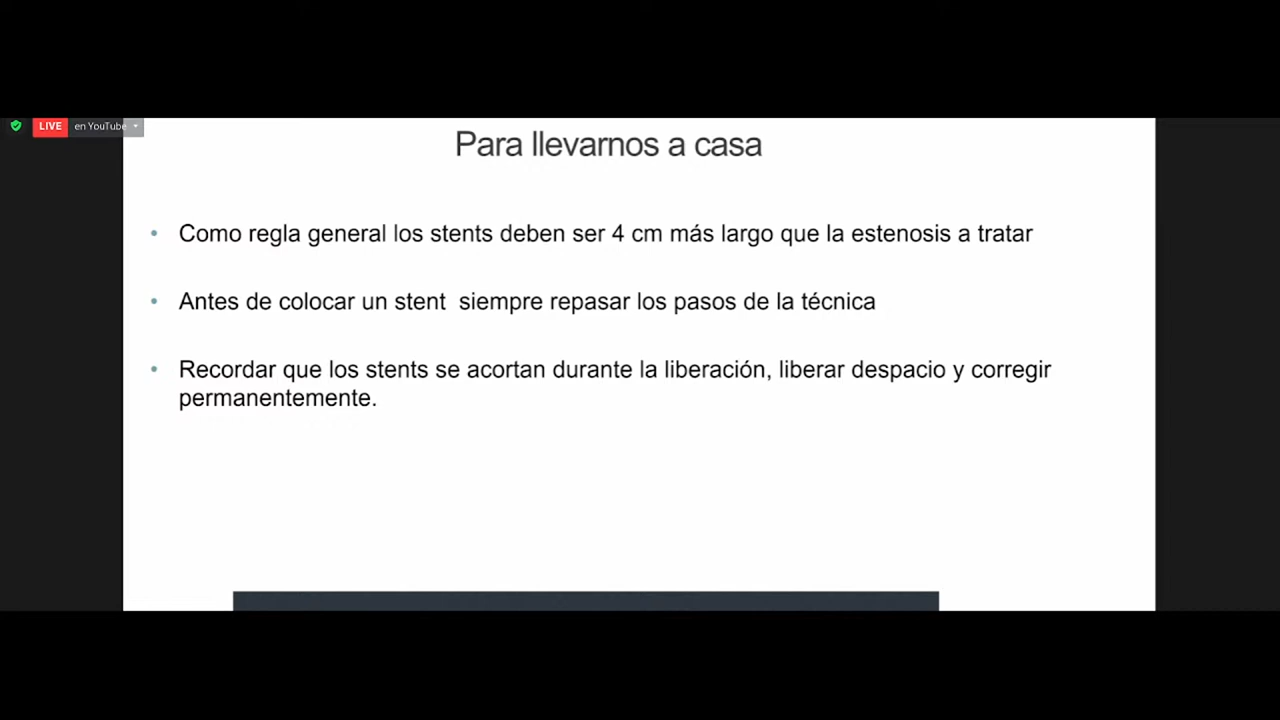 LIVE en YouTube
Para llevarnos a casa
• Como regla general los stents deben ser 4 cm más largo que la estenosis a tratar
• Antes de colocar un stent  siempre repasar los pasos de la técnica
• Recordar que los stents se acortan durante la liberación, liberar despacio y corregir
permanentemente.